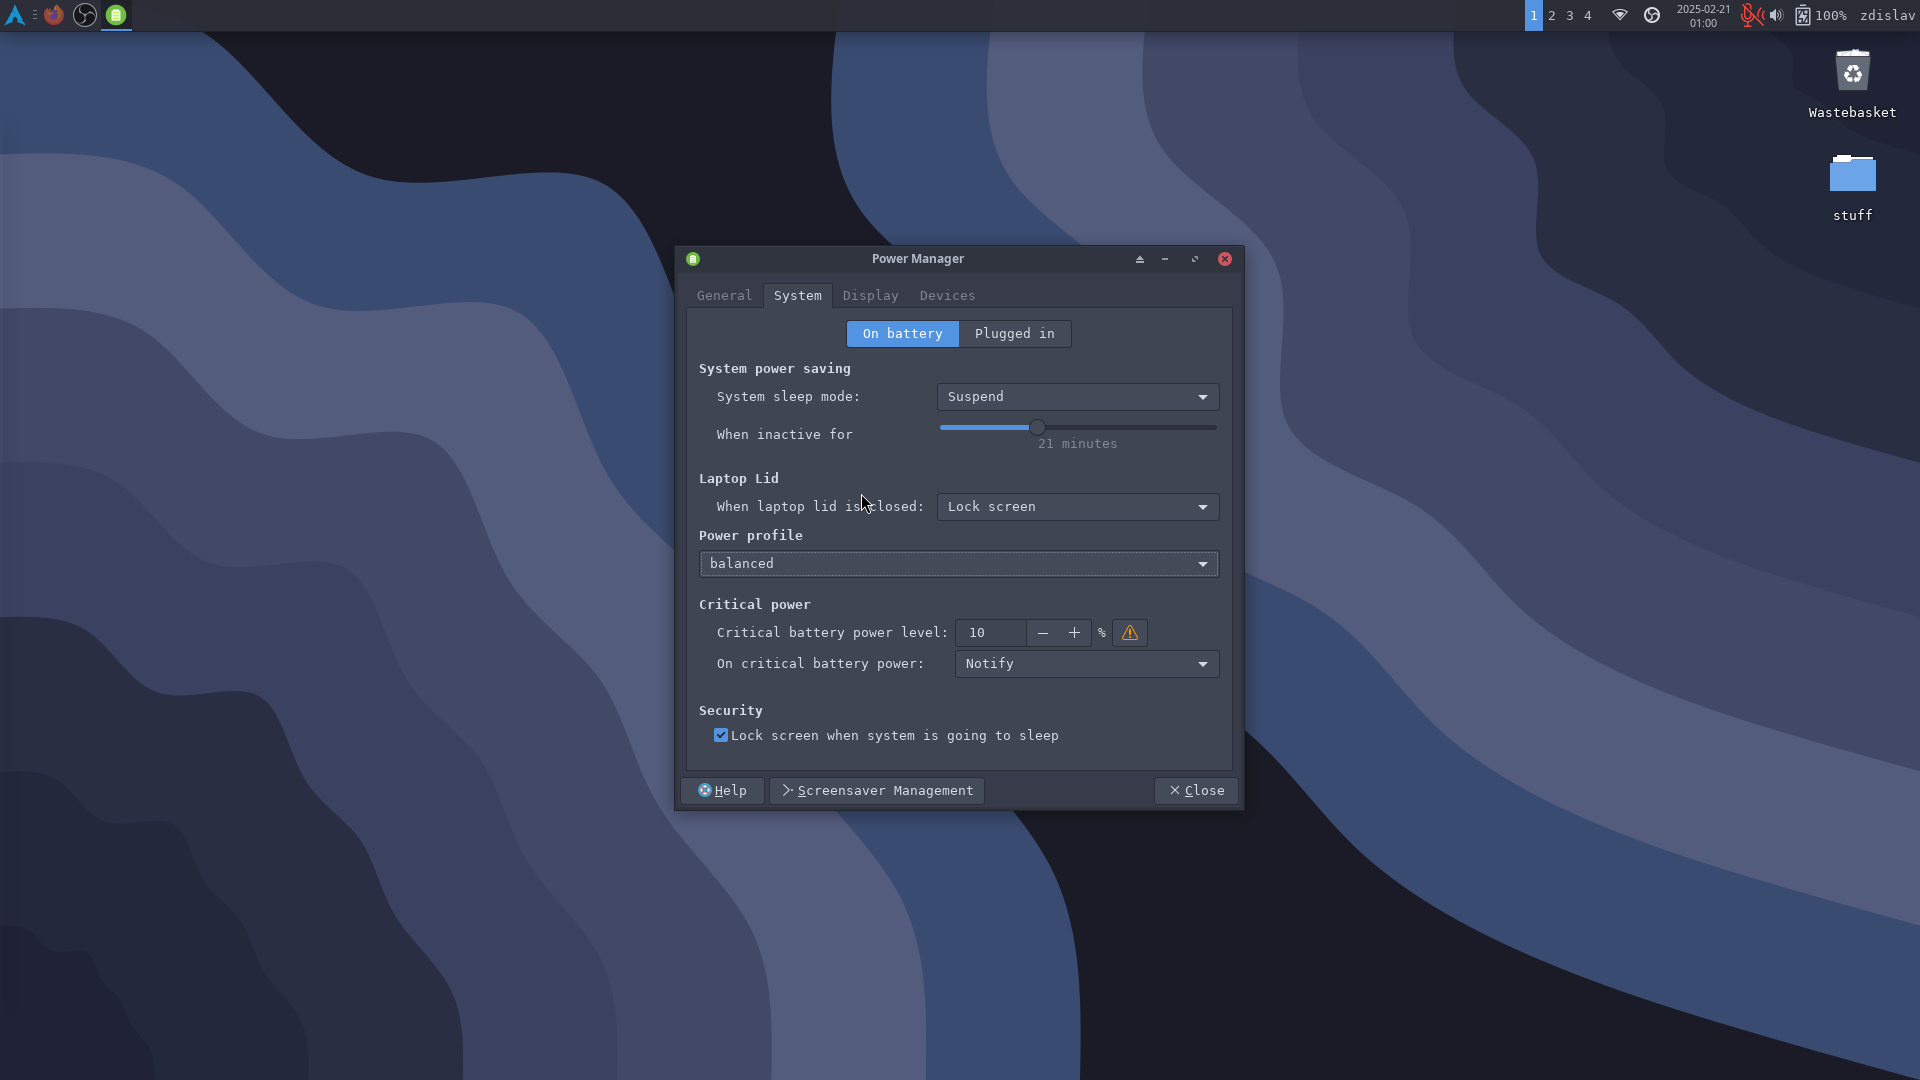 1 2 3 4
2025-02-21
01:00
100%
zdislav
Wastebasket
stuff
Power Manager
General System Display Devices
On battery Plugged in
System power saving
System sleep mode: Suspend
When inactive for
21 minutes
Laptop Lid
When laptop lid is closed: Lock screen
Power profile
balanced
Critical power
Critical battery power level: 10 − + %
On critical battery power: Notify
Security
Lock screen when system is going to sleep
Help Screensaver Management Close